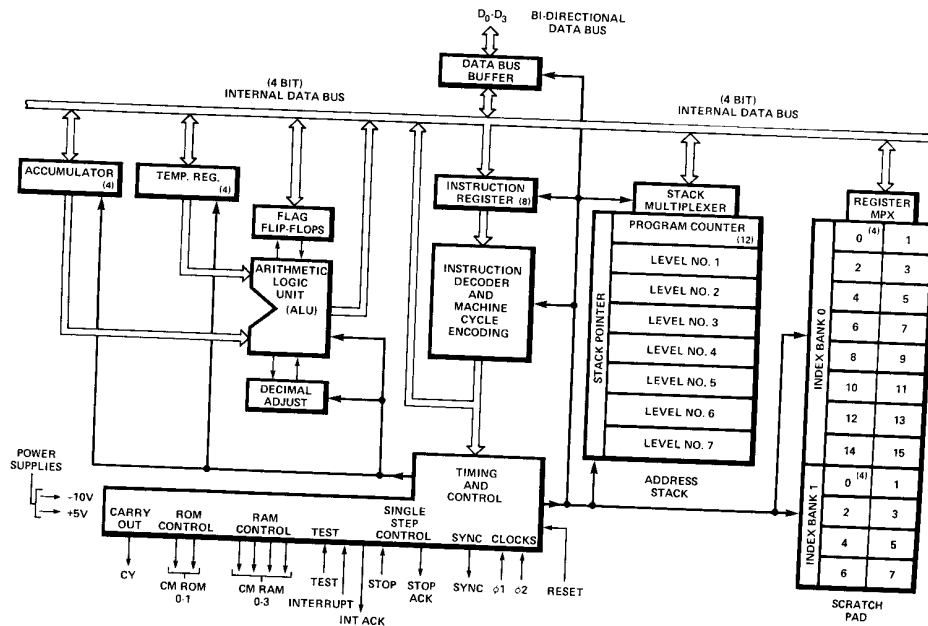 D0-D3
BI-DIRECTIONAL
DATA BUS
DATA BUS
BUFFER
(4 BIT)
INTERNAL DATA BUS
(4 BIT)
INTERNAL DATA BUS
ACCUMULATOR
(4)
TEMP. REG.
(4)
FLAG
FLIP-FLOPS
INSTRUCTION
REGISTER (8)
STACK
MULTIPLEXER
REGISTER
MPX
ARITHMETIC
LOGIC
UNIT
(ALU)
DECIMAL
ADJUST
INSTRUCTION
DECODER
AND
MACHINE
CYCLE
ENCODING
STACK POINTER
PROGRAM COUNTER
(12)
LEVEL NO. 1
LEVEL NO. 2
LEVEL NO. 3
LEVEL NO. 4
LEVEL NO. 5
LEVEL NO. 6
LEVEL NO. 7
ADDRESS
STACK
INDEX BANK 0
0 (4) 1
2 3
4 5
6 7
8 9
10 11
12 13
14 15
INDEX BANK 1
0 (4) 1
2 3
4 5
6 7
SCRATCH
PAD
POWER
SUPPLIES
-10V
+5V
TIMING
AND
CONTROL
CARRY
OUT
ROM
CONTROL
RAM
CONTROL
TEST
SINGLE
STEP
CONTROL
SYNC
CLOCKS
CY
CM ROM
0-1
CM RAM
0-3
TEST
INTERRUPT
INT ACK
STOP
STOP
ACK
SYNC
φ1
φ2
RESET